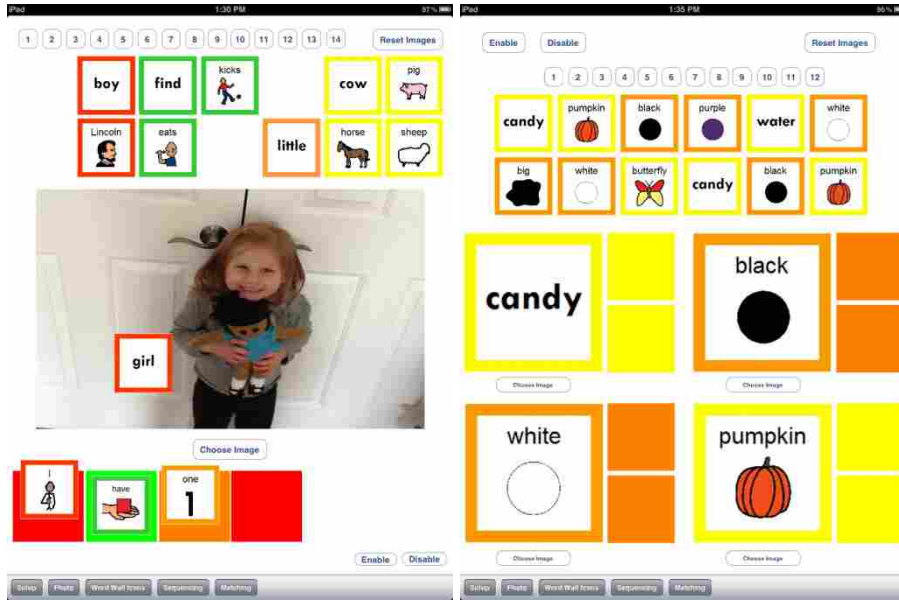 iPad 1:30 PM 97%
1 2 3 4 5 6 7 8 9 10 11 12 13 14 Reset Images
boy find kicks cow pig
Lincoln eats little horse sheep
girl
Choose Image
I have one 1
Enable Disable
Setup Photo Word Wall Icons Sequencing Matching
iPad 1:35 PM 96%
Enable Disable Reset Images
1 2 3 4 5 6 7 8 9 10 11 12
candy pumpkin black purple water white
big white butterfly candy black pumpkin
candy black
Choose Image Choose Image
white pumpkin
Choose Image Choose Image
Setup Photo Word Wall Icons Sequencing Matching